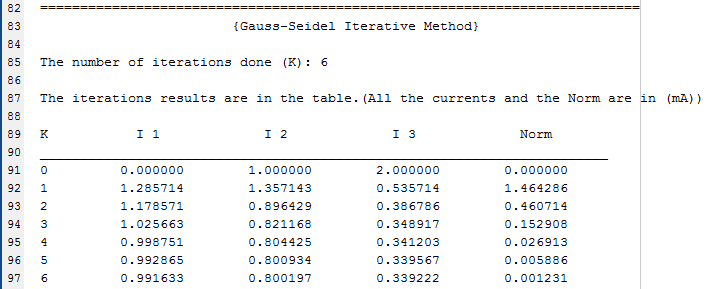 82 ================================================================================
83 {Gauss-Seidel Iterative Method}
84
85 The number of iterations done (K): 6
86
87 The iterations results are in the table.(All the currents and the Norm are in (mA))
88
89 K I 1 I 2 I 3 Norm
90 ________________________________________________________________________
91 0 0.000000 1.000000 2.000000 0.000000
92 1 1.285714 1.357143 0.535714 1.464286
93 2 1.178571 0.896429 0.386786 0.460714
94 3 1.025663 0.821168 0.348917 0.152908
95 4 0.998751 0.804425 0.341203 0.026913
96 5 0.992865 0.800934 0.339567 0.005886
97 6 0.991633 0.800197 0.339222 0.001231